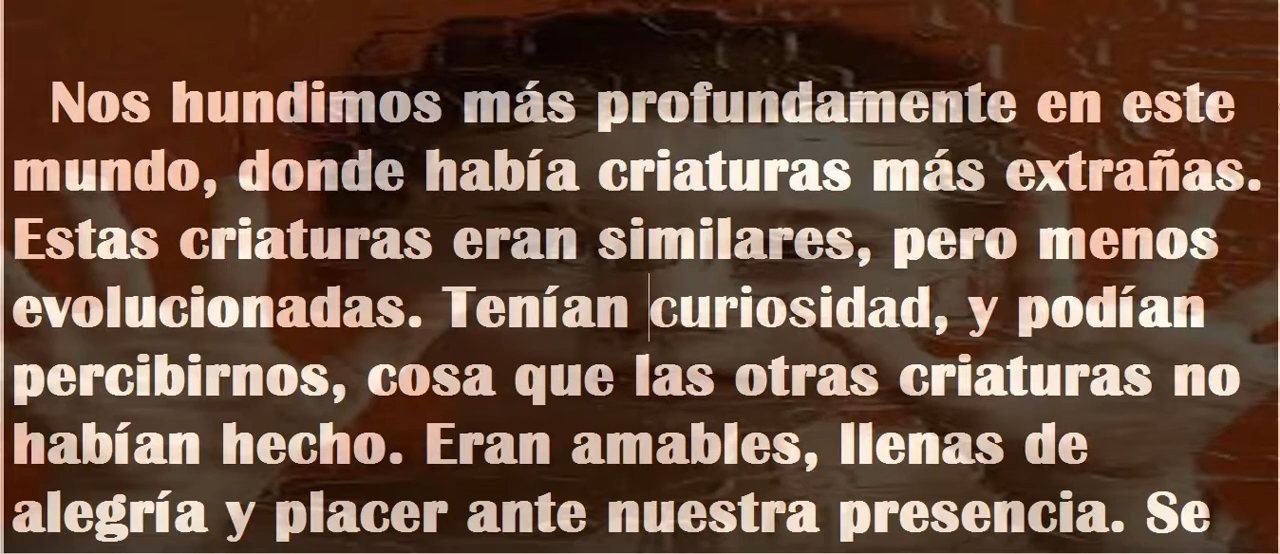 Nos hundimos más profundamente en este
mundo, donde había criaturas más extrañas.
Estas criaturas eran similares, pero menos
evolucionadas. Tenían curiosidad, y podían
percibirnos, cosa que las otras criaturas no
habían hecho. Eran amables, llenas de
alegría y placer ante nuestra presencia. Se